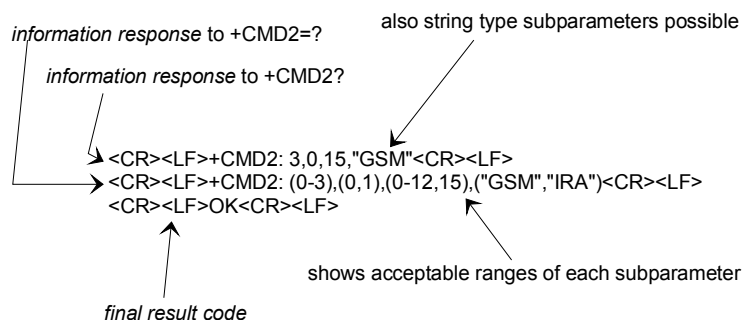 also string type subparameters possible
information response to +CMD2=?
information response to +CMD2?
<CR><LF>+CMD2: 3,0,15,"GSM"<CR><LF>
<CR><LF>+CMD2: (0-3),(0,1),(0-12,15),("GSM","IRA")<CR><LF>
<CR><LF>OK<CR><LF>
shows acceptable ranges of each subparameter
final result code